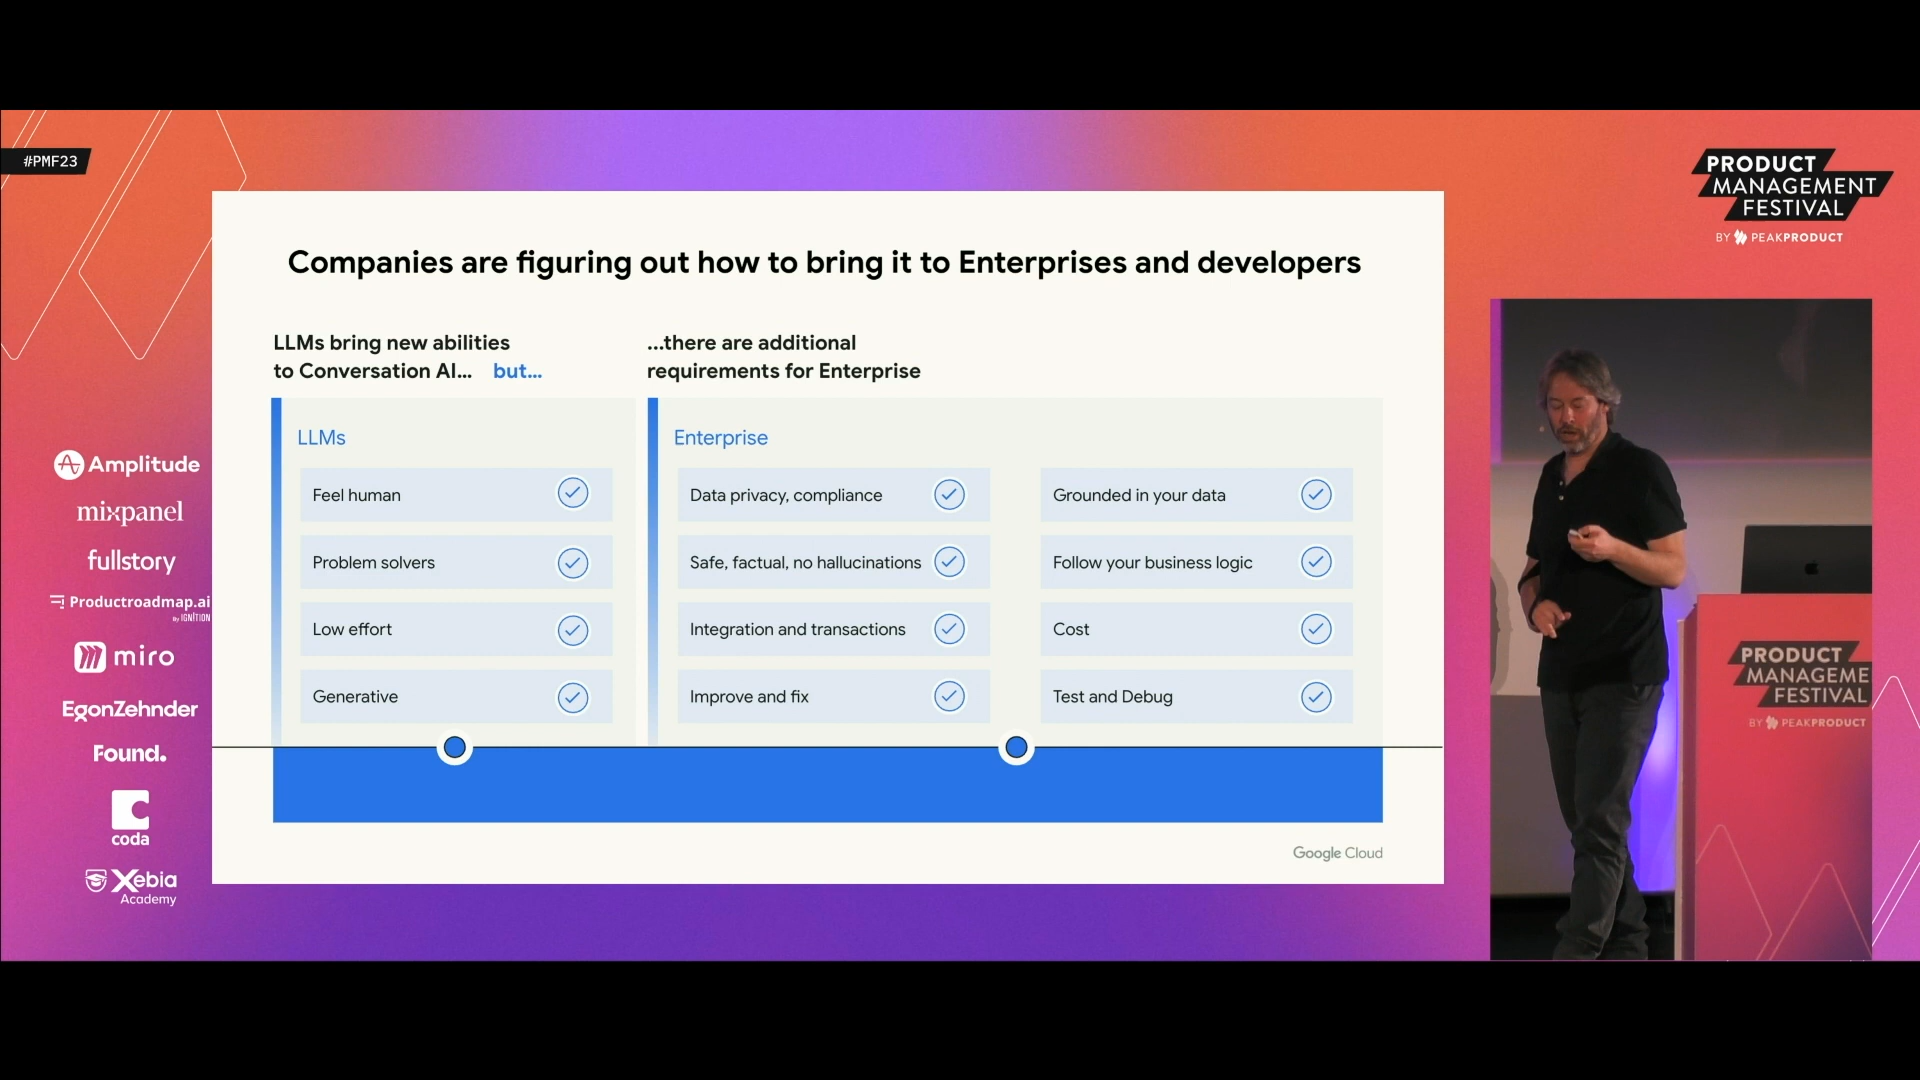 #PMF23
PRODUCT
MANAGEMENT
FESTIVAL
BY PEAKPRODUCT
Companies are figuring out how to bring it to Enterprises and developers
LLMs bring new abilities
to Conversation AI... but...
...there are additional
requirements for Enterprise
LLMs
Feel human
Problem solvers
Low effort
Generative
Enterprise
Data privacy, compliance
Safe, factual, no hallucinations
Integration and transactions
Improve and fix
Grounded in your data
Follow your business logic
Cost
Test and Debug
Google Cloud
Amplitude
mixpanel
fullstory
Productroadmap.ai
By IGNITION
miro
EgonZehnder
Found.
coda
Xebia
Academy
PRODUCT
MANAGEME
FESTIVAL
BY PEAKPRODUCT